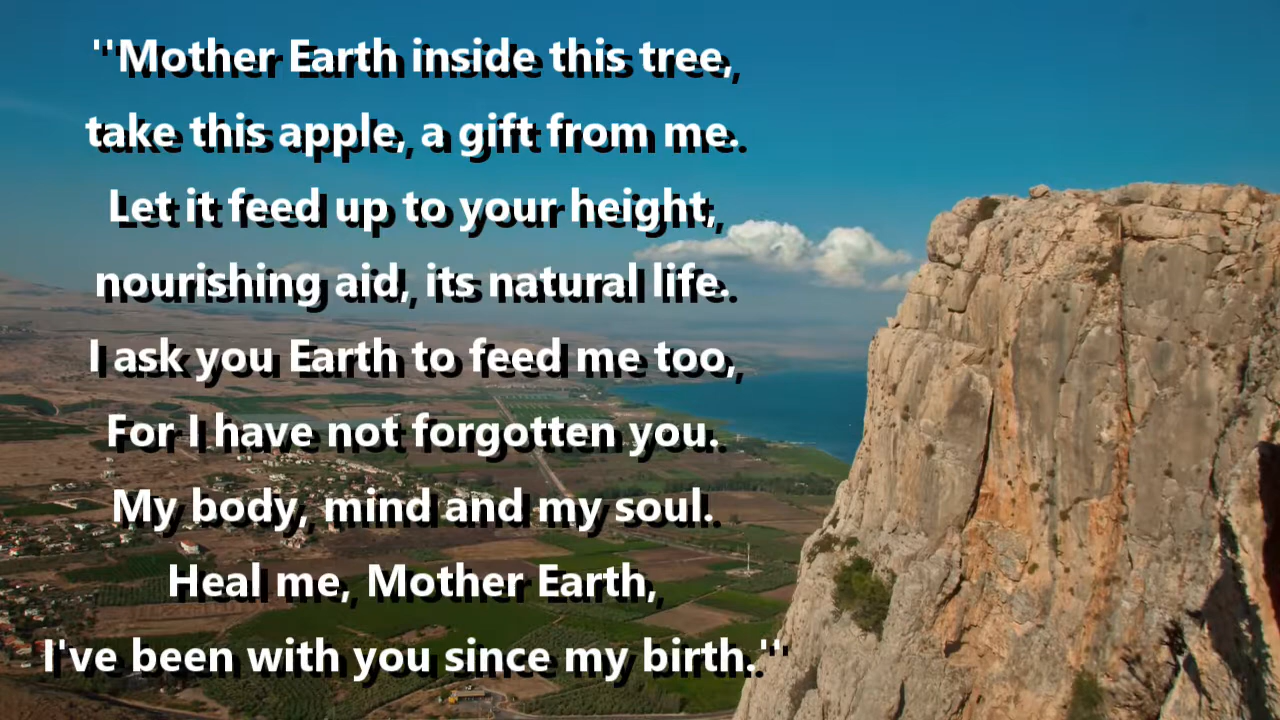 ''Mother Earth inside this tree,
take this apple, a gift from me.
Let it feed up to your height,
nourishing aid, its natural life.
I ask you Earth to feed me too,
For I have not forgotten you.
My body, mind and my soul.
Heal me, Mother Earth,
I've been with you since my birth.''